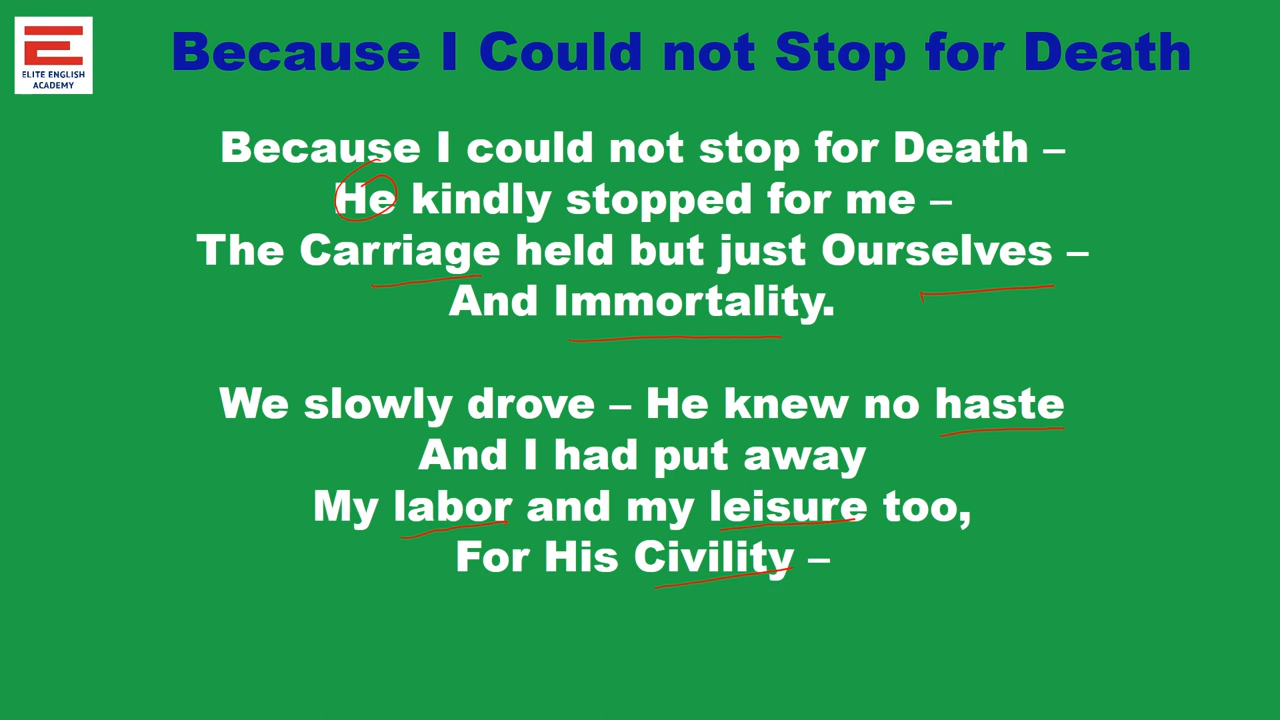 ELITE ENGLISH
ACADEMY
Because I Could not Stop for Death
Because I could not stop for Death –
He kindly stopped for me –
The Carriage held but just Ourselves –
And Immortality.
We slowly drove – He knew no haste
And I had put away
My labor and my leisure too,
For His Civility –